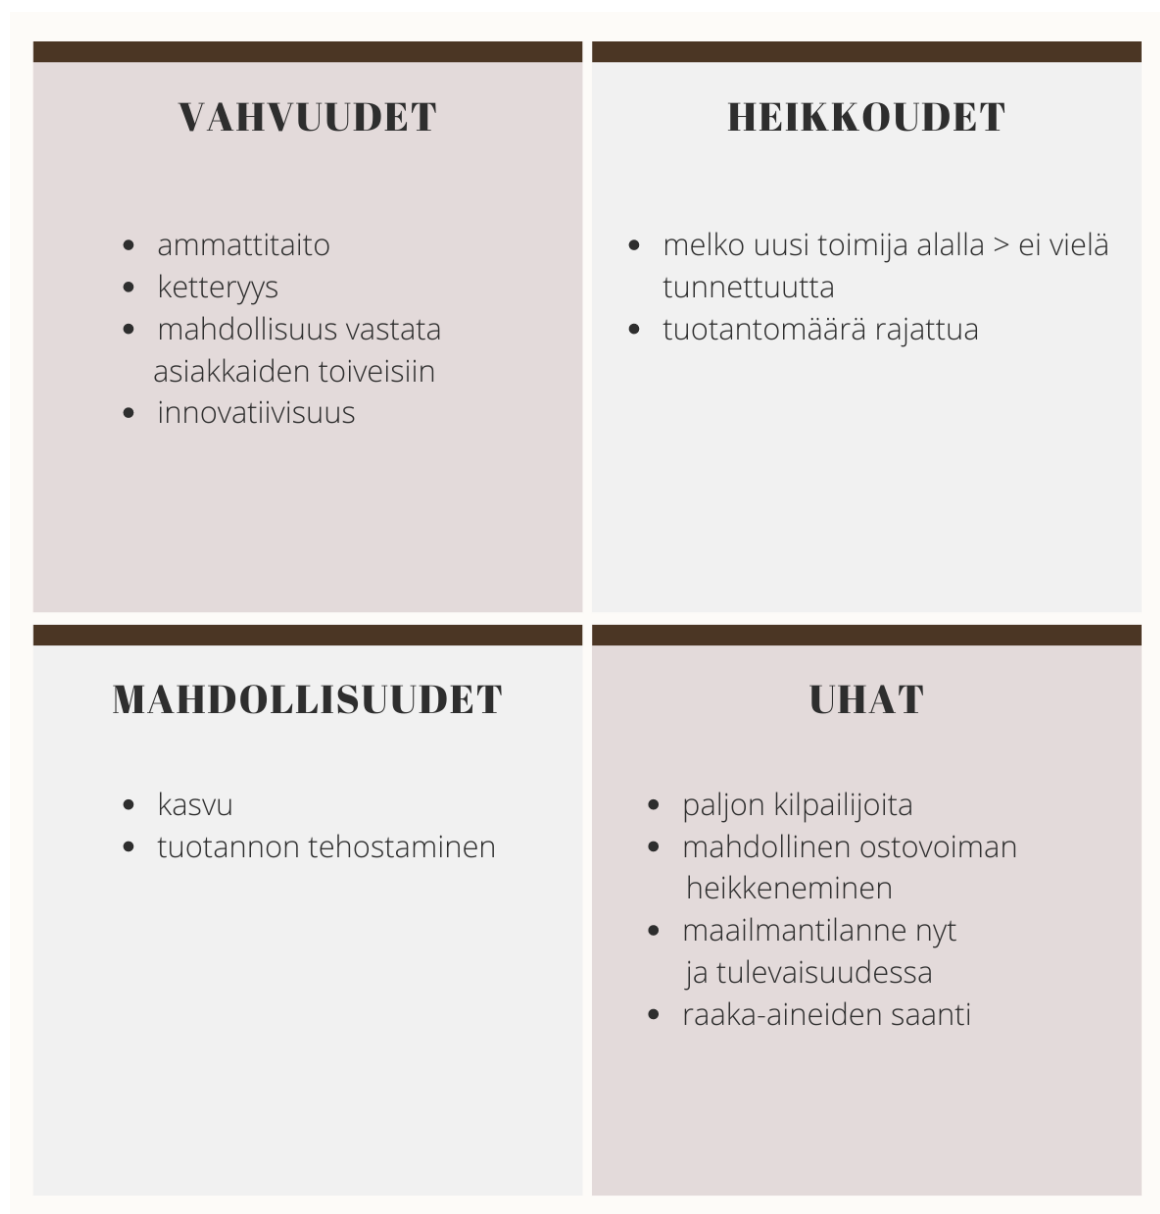 VAHVUUDET
• ammattitaito
• ketteryys
• mahdollisuus vastata
asiakkaiden toiveisiin
• innovatiivisuus
HEIKKOUDET
• melko uusi toimija alalla > ei vielä
tunnettuutta
• tuotantomäärä rajattua
MAHDOLLISUUDET
• kasvu
• tuotannon tehostaminen
UHAT
• paljon kilpailijoita
• mahdollinen ostovoiman
heikkeneminen
• maailmantilanne nyt
ja tulevaisuudessa
• raaka-aineiden saanti